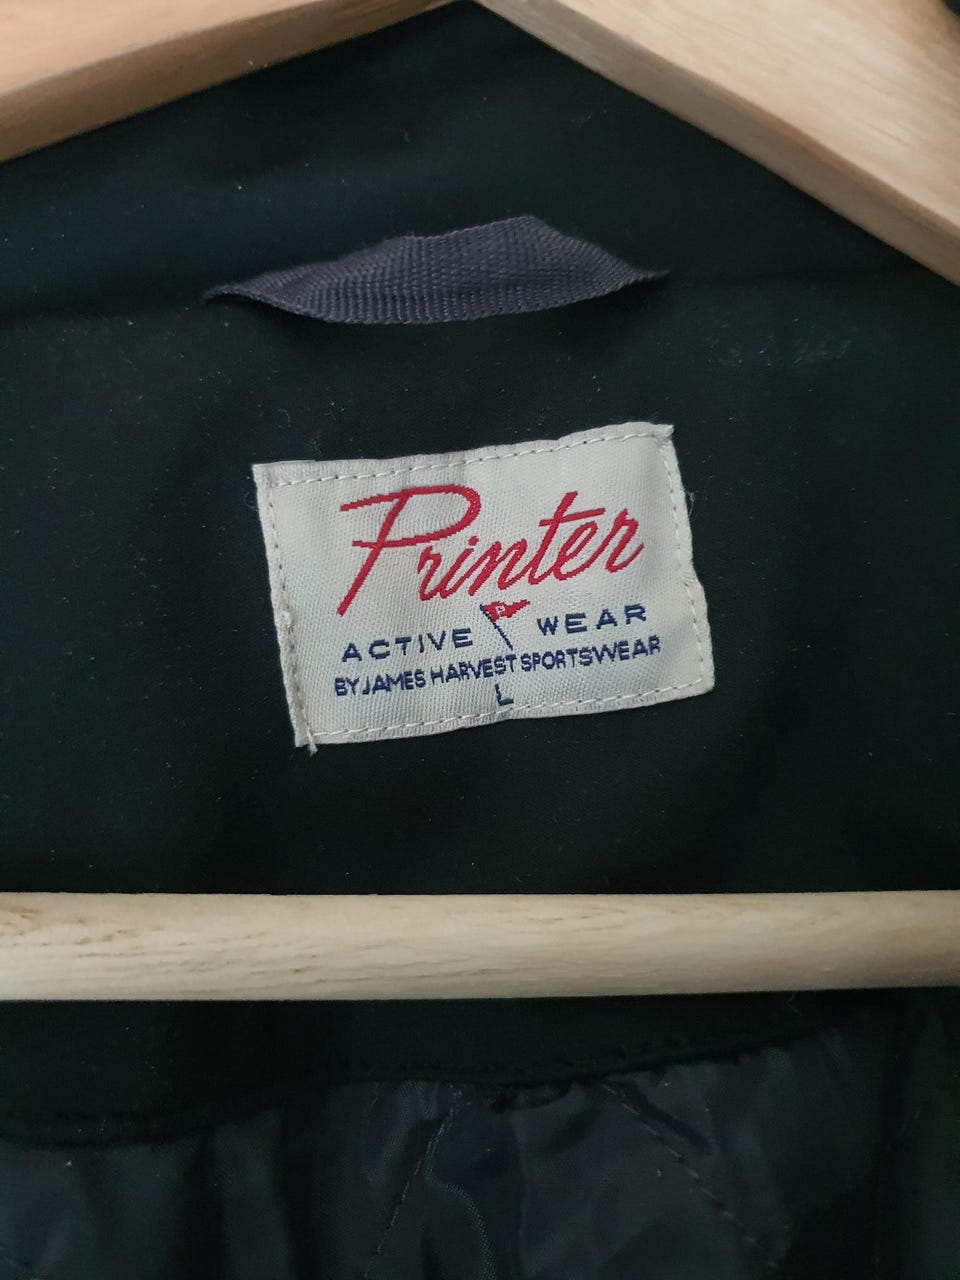 Printer
P
ACTIVE WEAR
BY JAMES HARVEST SPORTSWEAR
L